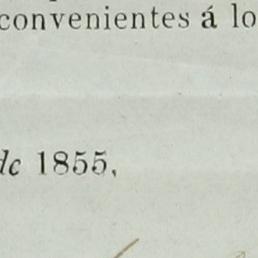 convenientes á lo
de 1855.